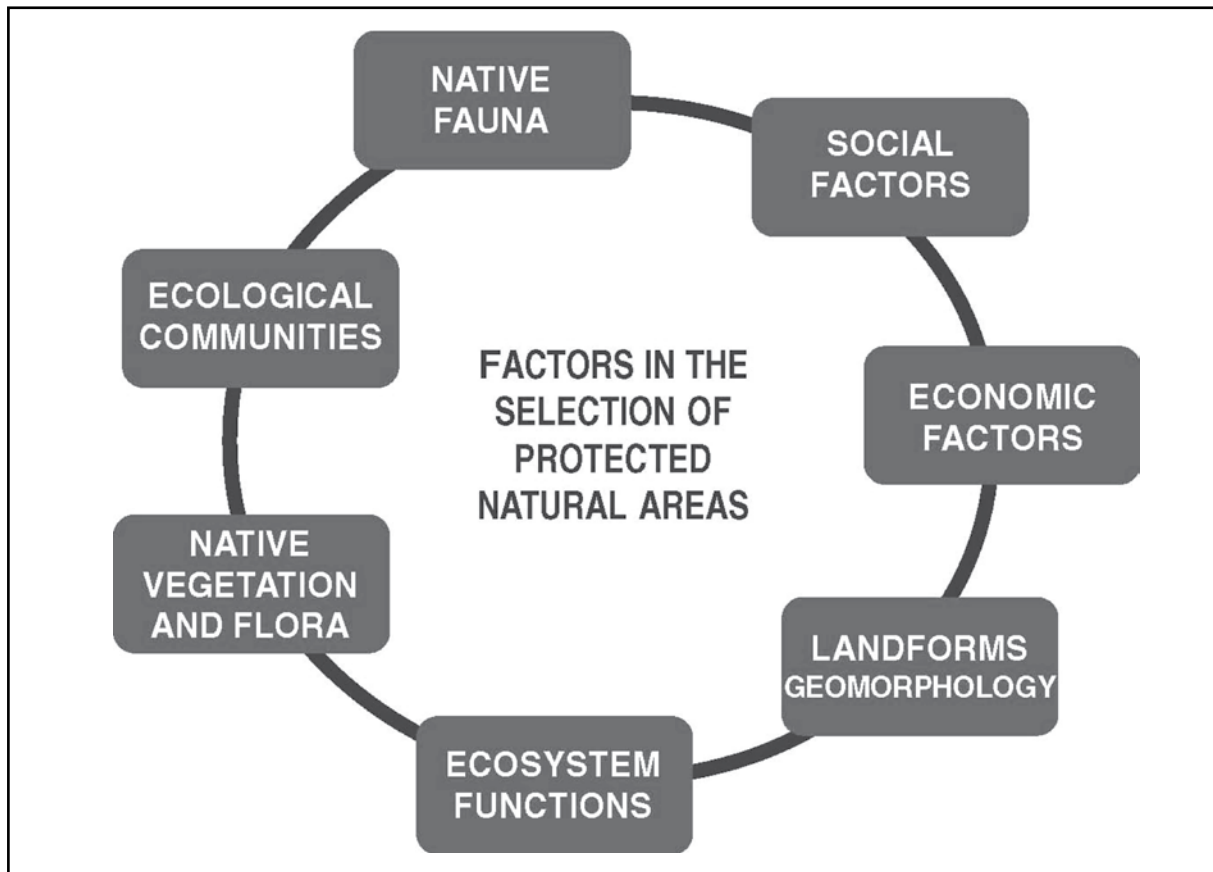 NATIVE
FAUNA
SOCIAL
FACTORS
ECONOMIC
FACTORS
LANDFORMS
GEOMORPHOLOGY
ECOSYSTEM
FUNCTIONS
NATIVE
VEGETATION
AND FLORA
ECOLOGICAL
COMMUNITIES
FACTORS IN THE
SELECTION OF
PROTECTED
NATURAL AREAS